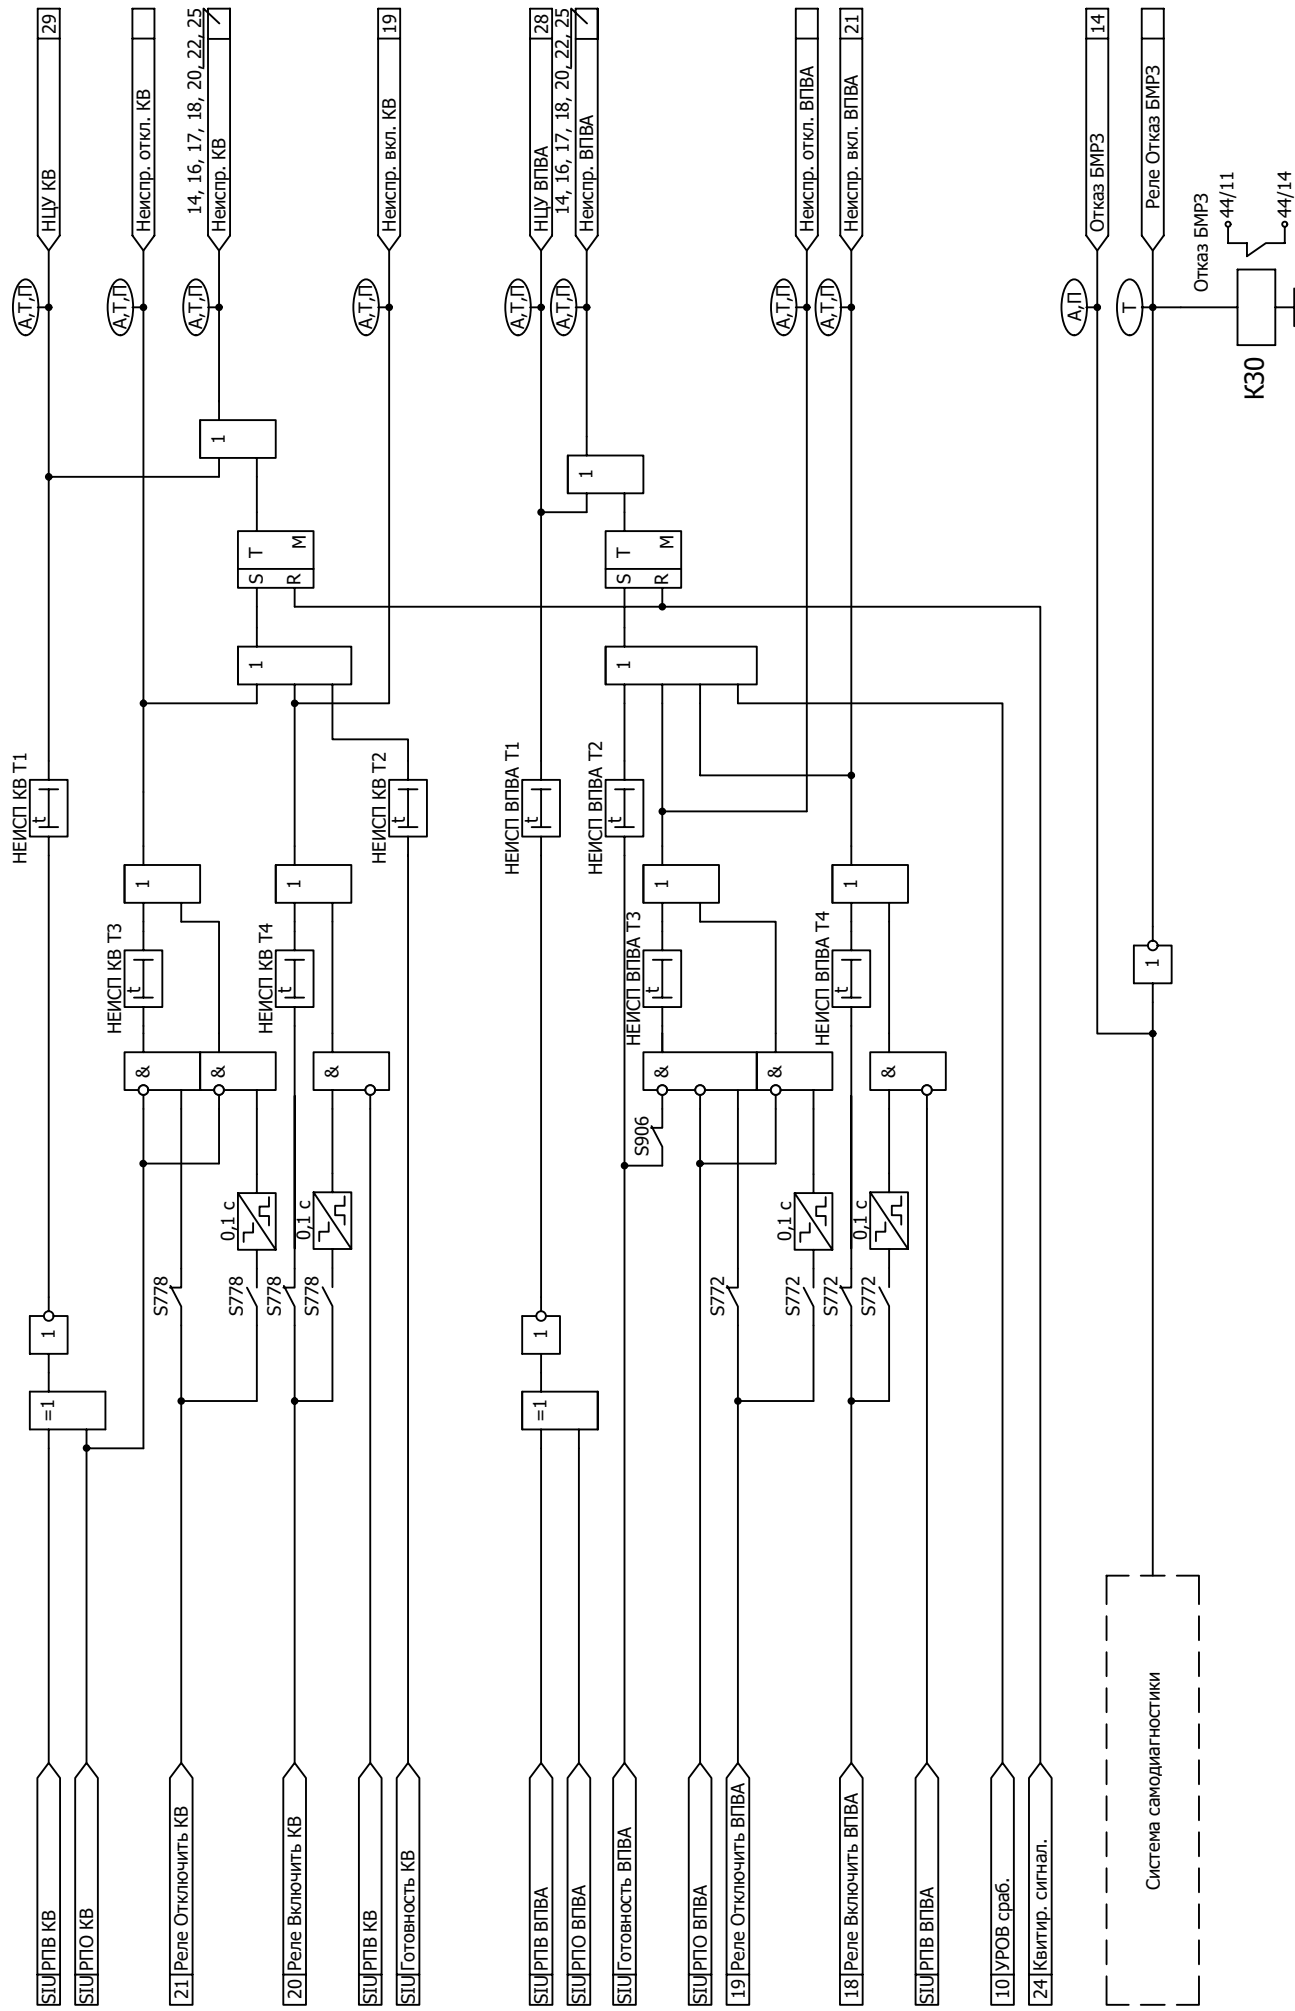 SIU РПВ КВ
SIU РПО КВ
21 Реле Отключить КВ
20 Реле Включить КВ
SIU РПВ КВ
SIU Готовность КВ
SIU РПВ ВПВА
SIU РПО ВПВА
SIU Готовность ВПВА
SIU РПО ВПВА
19 Реле Отключить ВПВА
18 Реле Включить ВПВА
SIU РПВ ВПВА
10 УРОВ сраб.
24 Квитир. сигнал.
Система самодиагностики
=1
1
=1
1
S778
S778
S778
S778
0,1 с
0,1 с
S772
S772
S772
S772
0,1 с
0,1 с
S906
&
&
&
&
&
&
1
НЕИСП КВ Т3
t
НЕИСП КВ Т4
t
НЕИСП ВПВА Т3
t
НЕИСП ВПВА Т4
t
1
1
1
1
НЕИСП КВ Т1
t
НЕИСП КВ Т2
t
НЕИСП ВПВА Т1
t
НЕИСП ВПВА Т2
t
1
1
S T
R M
S T
R M
1
1
А,Т,П
А,Т,П
А,Т,П
А,Т,П
А,Т,П
А,Т,П
А,Т,П
А,Т,П
А,П
Т
К30
Отказ БМРЗ
44/11
44/14
НЦУ КВ 29
Неиспр. откл. КВ
14, 16, 17, 18, 20, 22, 25
Неиспр. КВ
Неиспр. вкл. КВ 19
НЦУ ВПВА 28
14, 16, 17, 18, 20, 22, 25
Неиспр. ВПВА
Неиспр. откл. ВПВА
Неиспр. вкл. ВПВА 21
Отказ БМРЗ 14
Реле Отказ БМРЗ